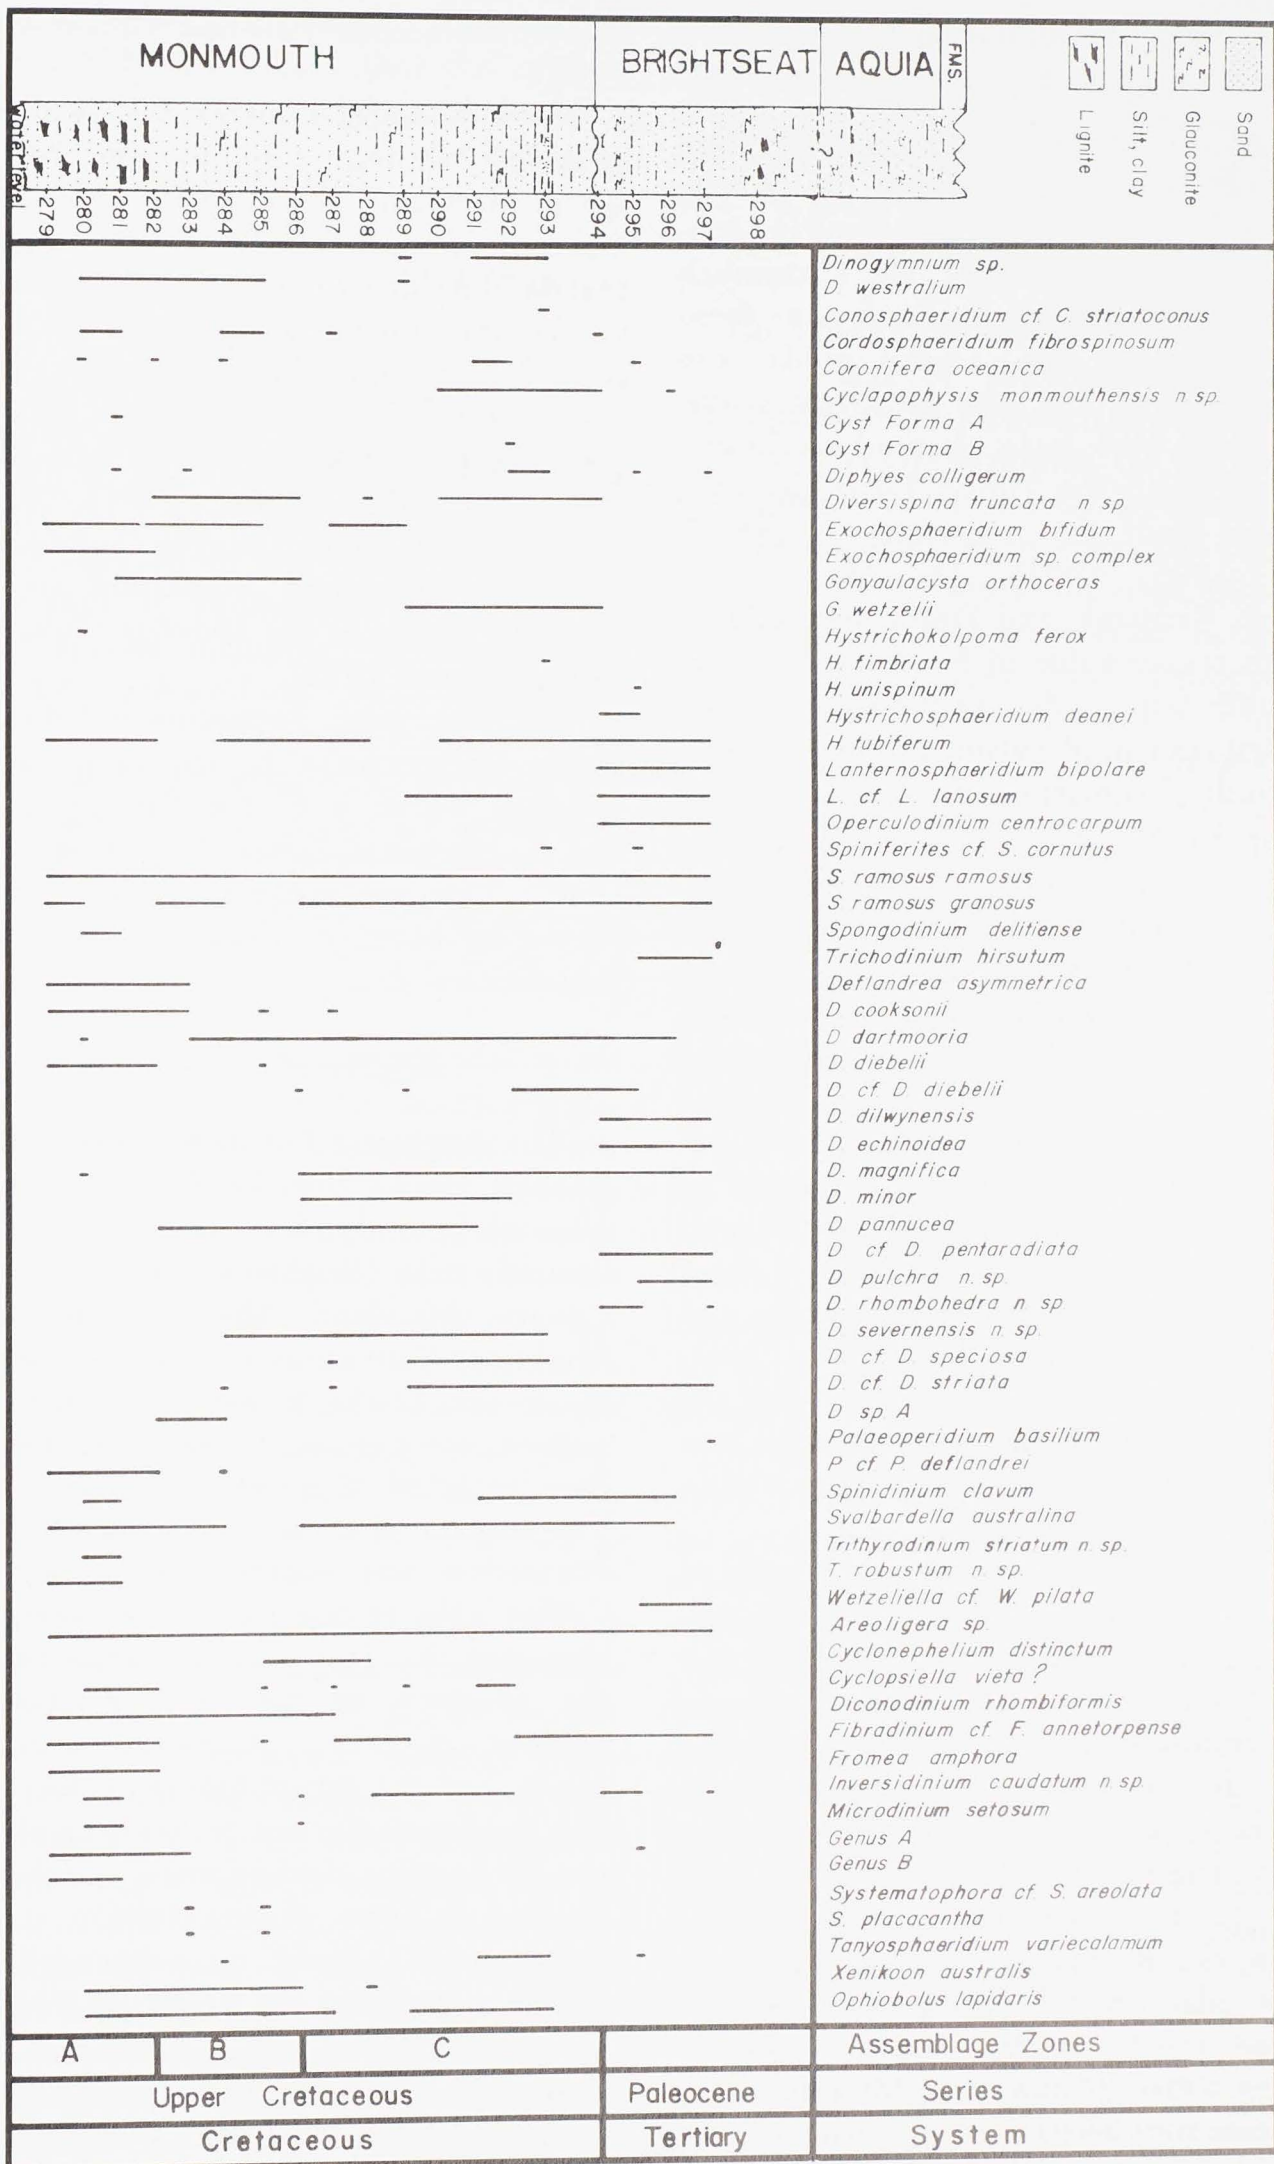 MONMOUTH BRIGHTSEAT AQUIA FMS.
Lignite
Silt, clay
Glauconite
Sand
Water level
279 280 281 282 283 284 285 286 287 288 289 290 291 292 293 294 295 296 297 298
?
Dinogymnium sp.
D. westralium
Conosphaeridium cf. C. striatoconus
Cordosphaeridium fibrospinosum
Coronifera oceanica
Cyclapophysis monmouthensis n sp.
Cyst Forma A
Cyst Forma B
Diphyes colligerum
Diversispina truncata n sp
Exochosphaeridium bifidum
Exochosphaeridium sp. complex
Gonyaulacysta orthoceras
G. wetzelii
Hystrichokolpoma ferox
H. fimbriata
H. unispinum
Hystrichosphaeridium deanei
H. tubiferum
Lanternosphaeridium bipolare
L. cf. L. lanosum
Operculodinium centrocarpum
Spiniferites cf. S. cornutus
S. ramosus ramosus
S ramosus granosus
Spongodinium delitiense
Trichodinium hirsutum
Deflandrea asymmetrica
D cooksonii
D dartmooria
D diebelii
D. cf. D. diebelii
D. dilwynensis
D echinoidea
D. magnifica
D. minor
D pannucea
D cf D. pentaradiata
D pulchra n. sp.
D. rhombohedra n sp.
D severnensis n. sp.
D cf. D. speciosa
D. cf. D. striata
D sp. A
Palaeoperidium basilium
P cf P. deflandrei
Spinidinium clavum
Svalbardella australina
Trithyrodinium striatum n. sp.
T. robustum n. sp.
Wetzeliella cf. W. pilata
Areoligera sp.
Cyclonephelium distinctum
Cyclopsiella vieta ?
Diconodinium rhombiformis
Fibradinium cf. F. annetorpense
Fromea amphora
Inversidinium caudatum n. sp.
Microdinium setosum
Genus A
Genus B
Systematophora cf. S. areolata
S. placacantha
Tanyosphaeridium variecalamum
Xenikoon australis
Ophiobolus lapidaris
A B C Assemblage Zones
Upper Cretaceous Paleocene Series
Cretaceous Tertiary System